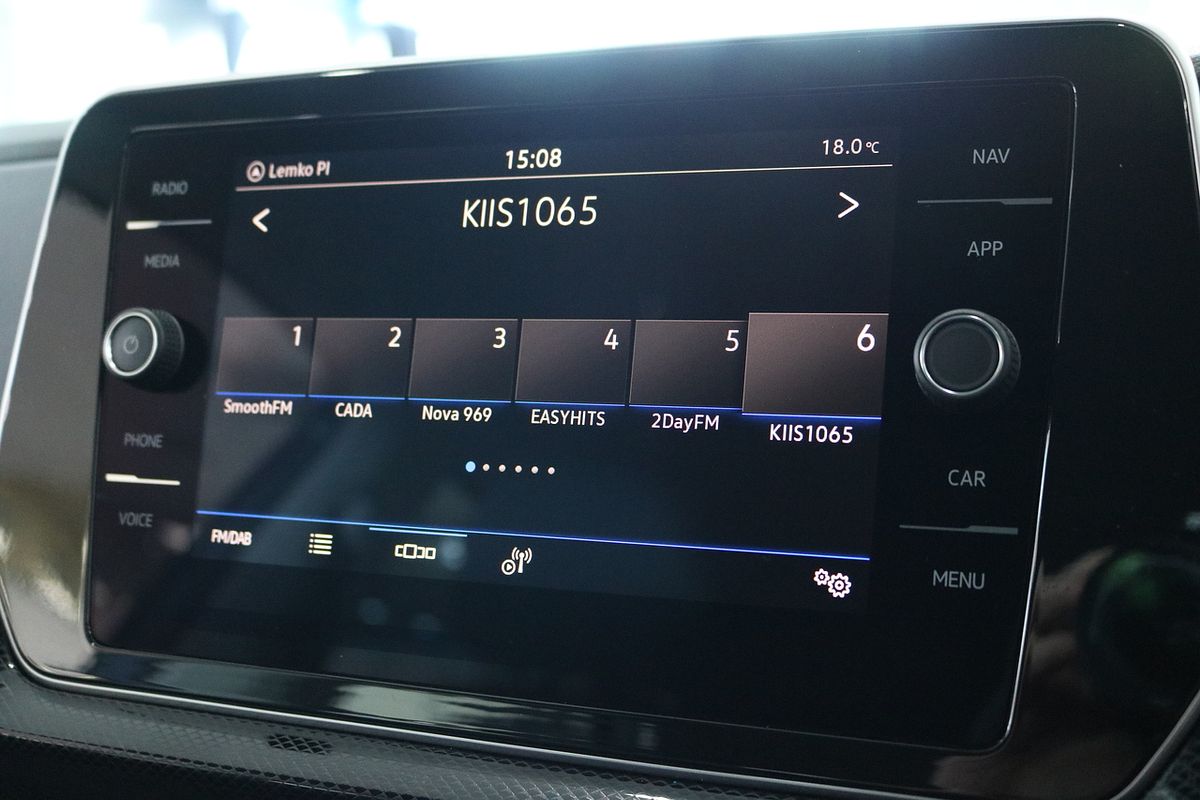 Lemko Pl
15:08
18.0°C
KIIS1065
RADIO
MEDIA
PHONE
VOICE
1
2
3
4
5
6
SmoothFM
CADA
Nova 969
EASYHITS
2DayFM
KIIS1065
FM/DAB
NAV
APP
CAR
MENU